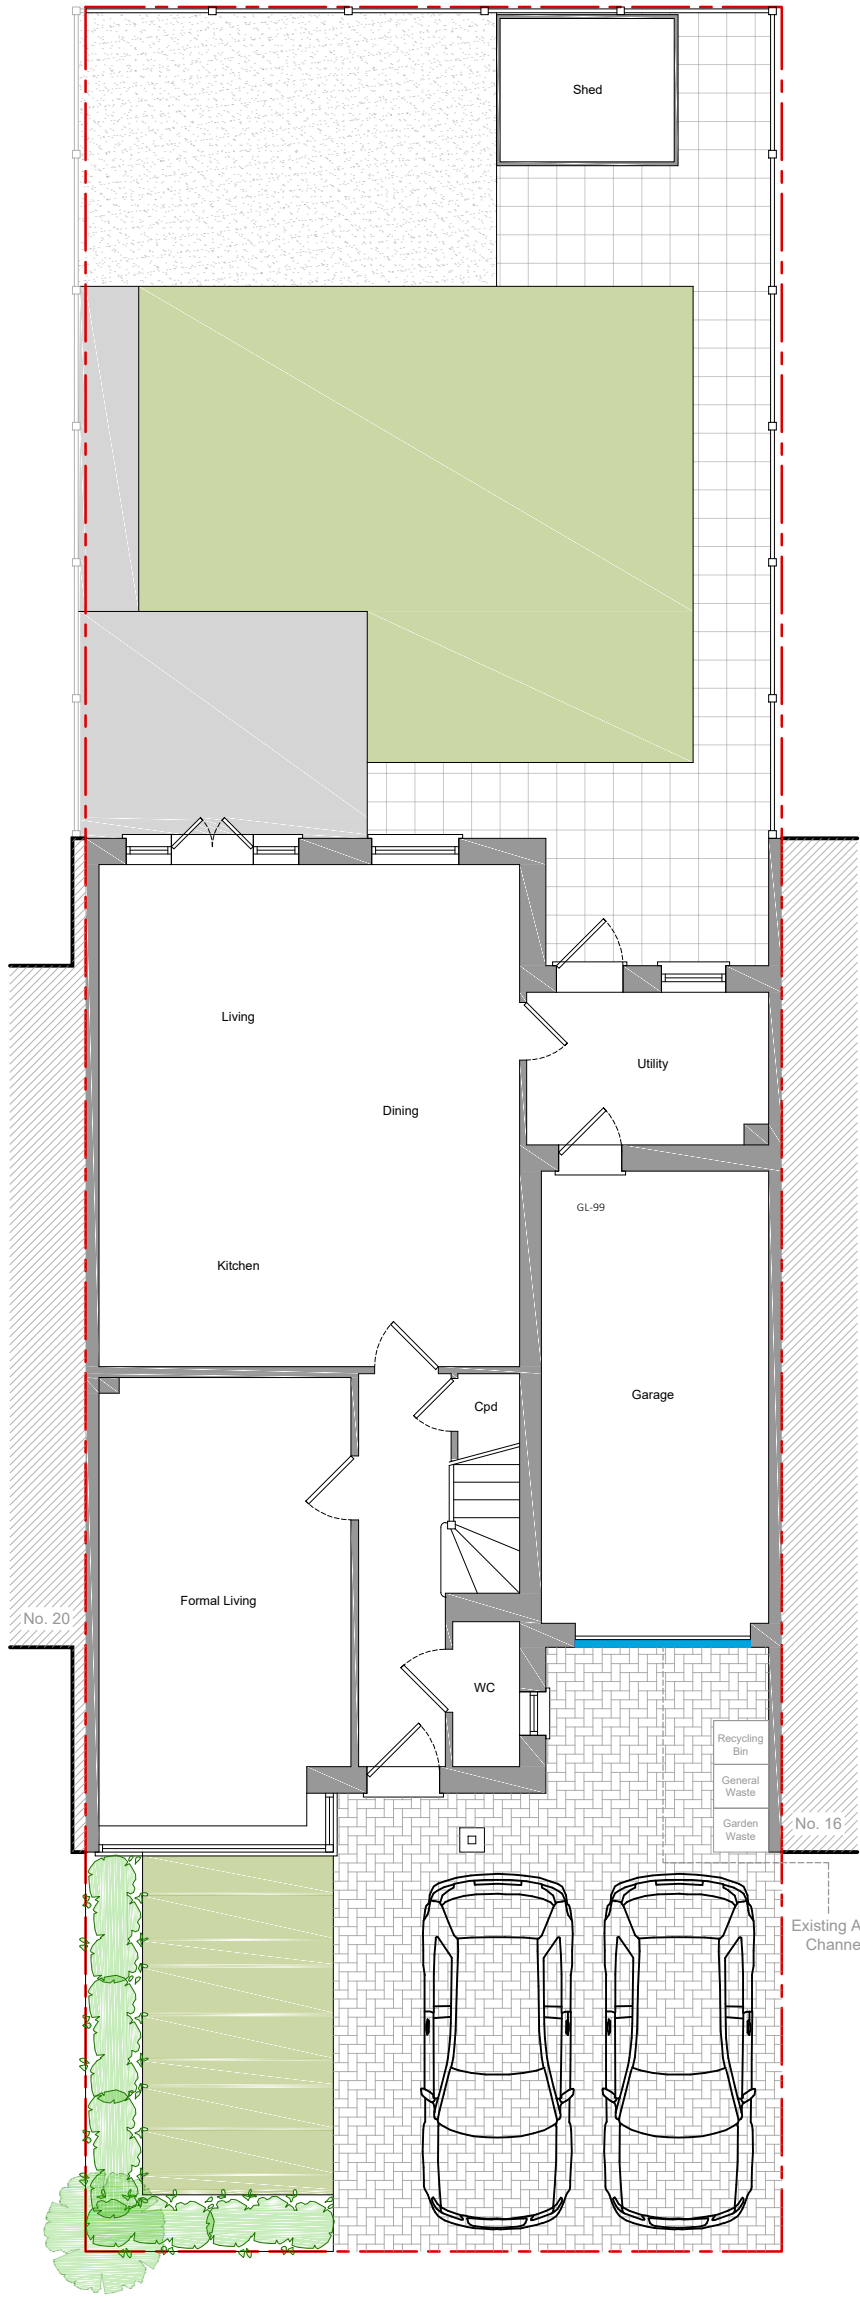 Shed
Living
Utility
Dining
GL-99
Kitchen
Garage
Cpd
Formal Living
No. 20
WC
Recycling
Bin
General
Waste
Garden
Waste
No. 16
Existing A
Channe